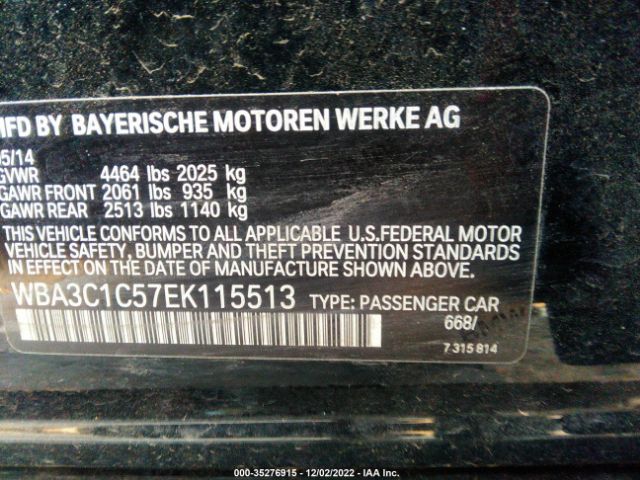 MFD BY BAYERISCHE MOTOREN WERKE AG
05/14
GVWR 4464 lbs 2025 kg
GAWR FRONT 2061 lbs 935 kg
GAWR REAR 2513 lbs 1140 kg
THIS VEHICLE CONFORMS TO ALL APPLICABLE U.S.FEDERAL MOTOR
VEHICLE SAFETY, BUMPER AND THEFT PREVENTION STANDARDS
IN EFFECT ON THE DATE OF MANUFACTURE SHOWN ABOVE.
WBA3C1C57EK115513 TYPE: PASSENGER CAR
668/
7 315 814
000-35276915 - 12/02/2022 - IAA Inc.